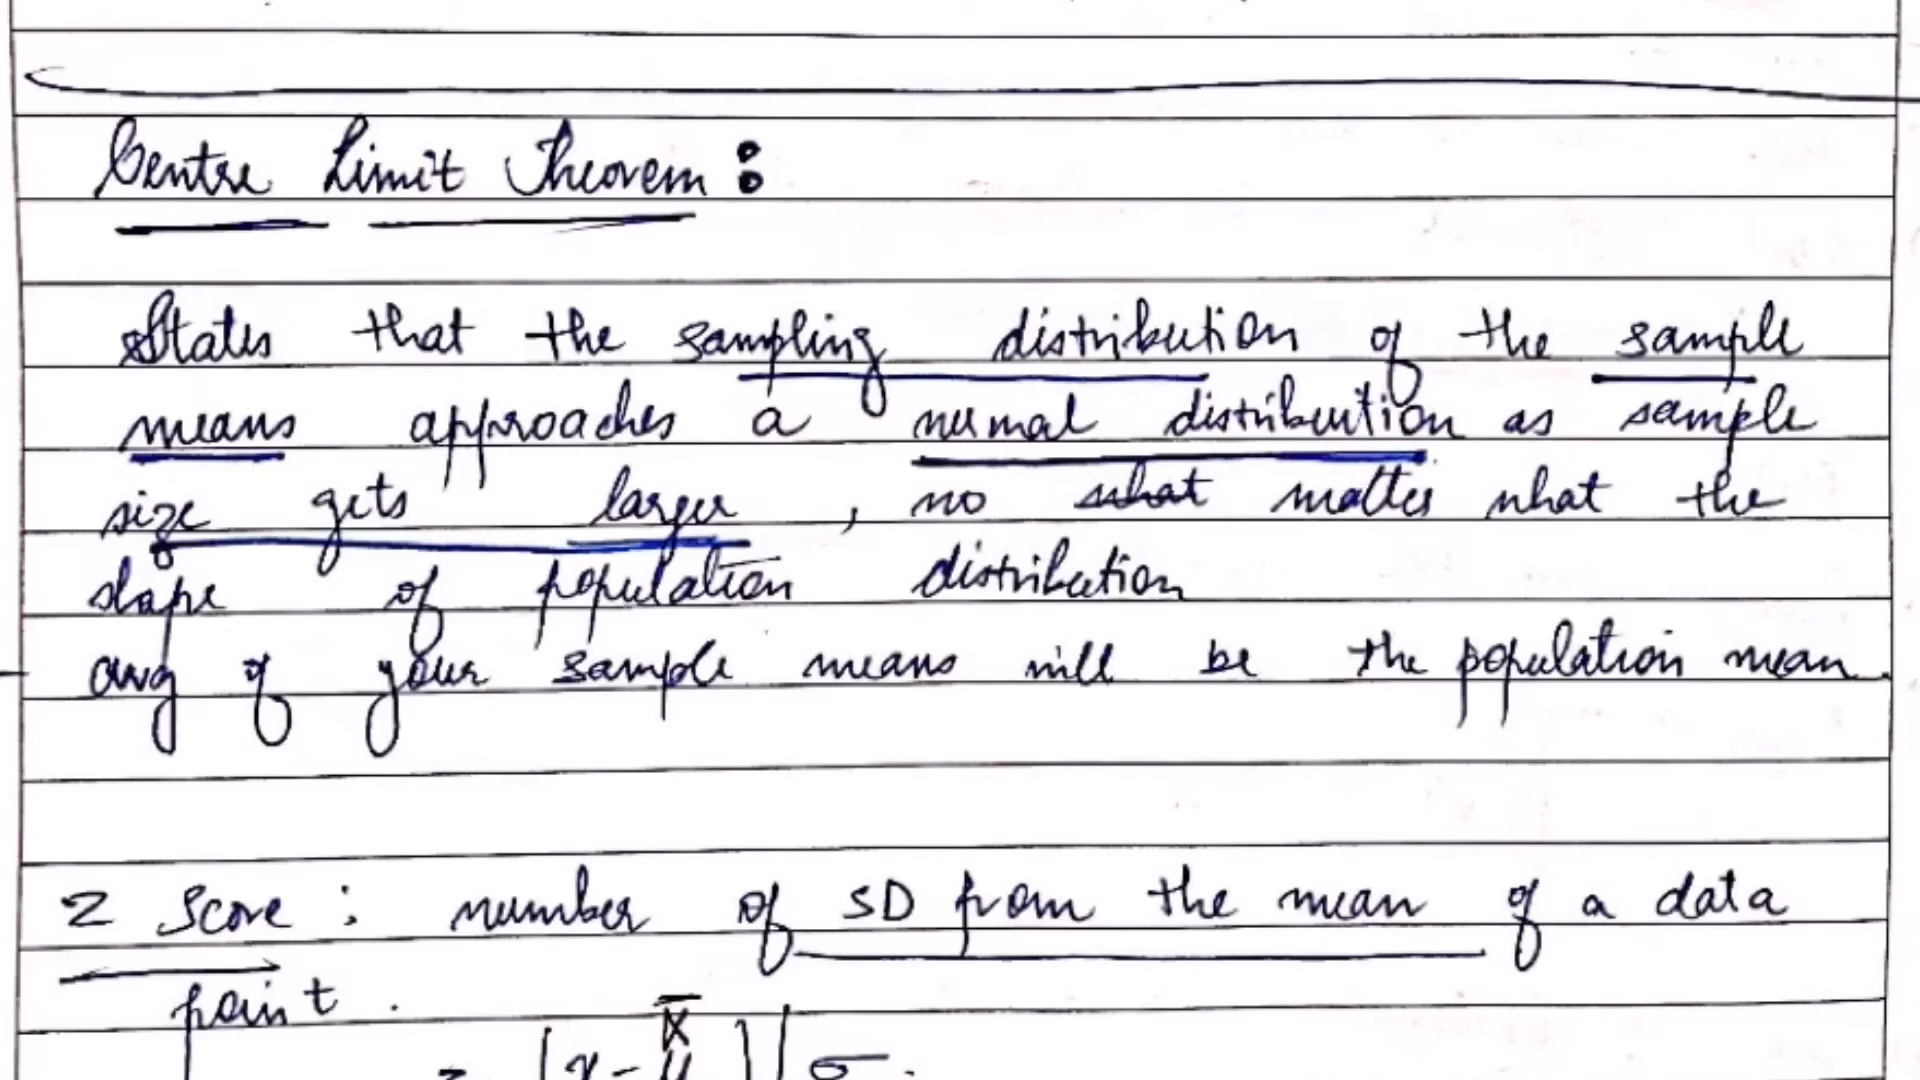 Centre Limit Theorem :
States that the sampling distribution of the sample
means approaches a normal distribution as sample
size gets larger , no what matter what the
shape of population distribution
avg of your sample means will be the population mean.
Z Score : number of SD from the mean of a data
point .
= [x - μ] / σ .